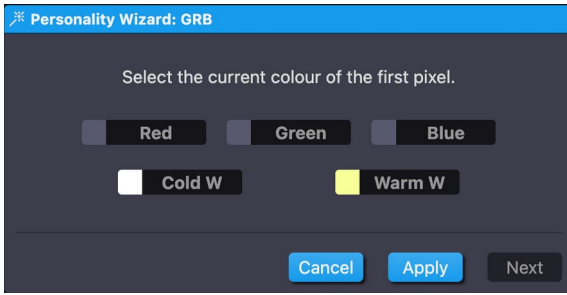 Personality Wizard: GRB
Select the current colour of the first pixel.
Red Green Blue
Cold W Warm W
Cancel Apply Next